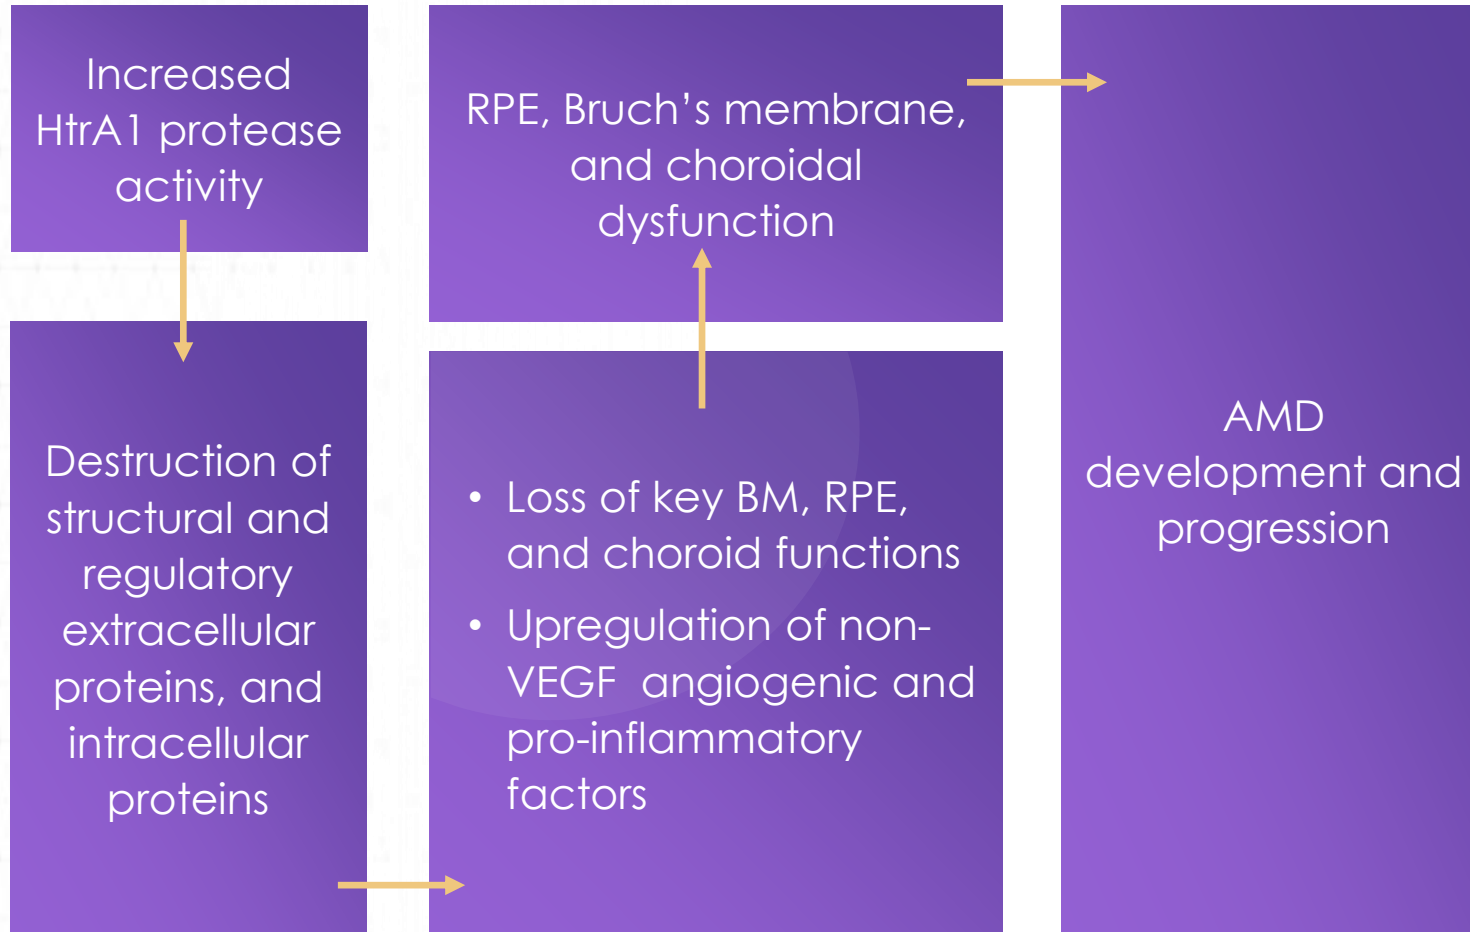 Increased
HtrA1 protease
activity
Destruction of
structural and
regulatory
extracellular
proteins, and
intracellular
proteins
• Loss of key BM, RPE,
and choroid functions
• Upregulation of non-
VEGF  angiogenic and
pro-inflammatory
factors
RPE, Bruch’s membrane,
and choroidal
dysfunction
AMD
development and
progression